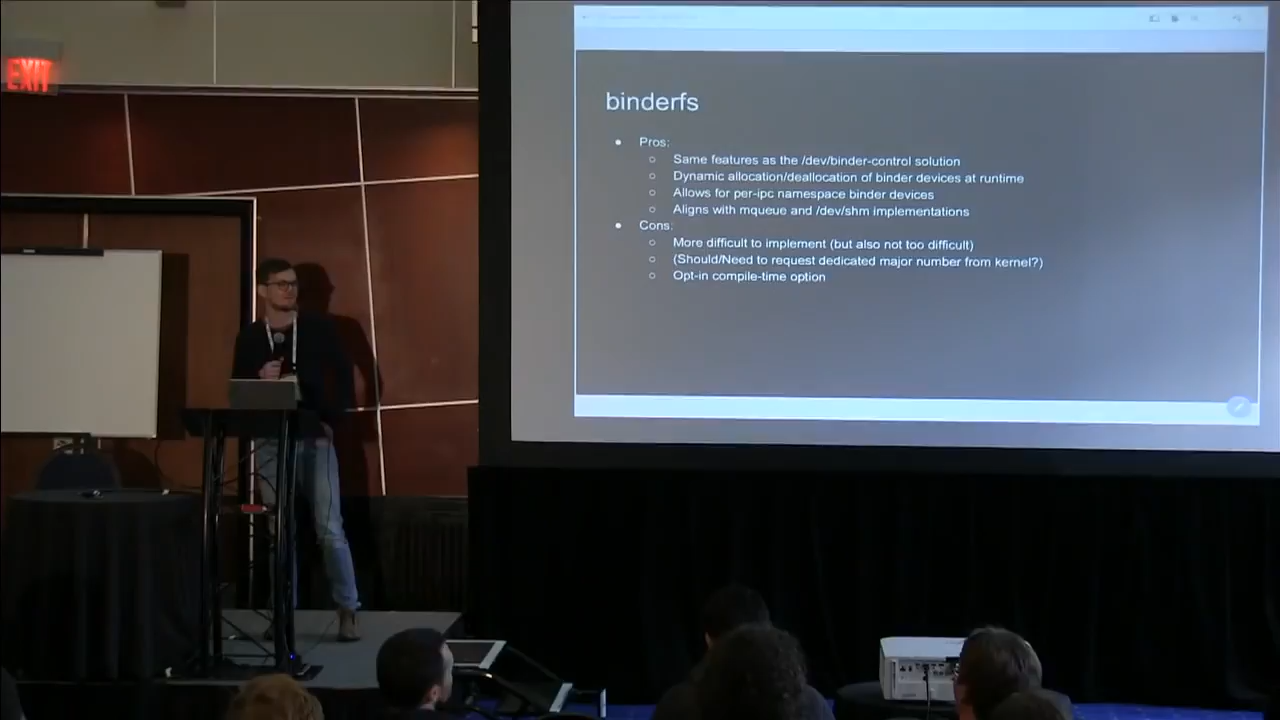 EXIT
binderfs
• Pros:
○ Same features as the /dev/binder-control solution
○ Dynamic allocation/deallocation of binder devices at runtime
○ Allows for per-ipc namespace binder devices
○ Aligns with mqueue and /dev/shm implementations
• Cons:
○ More difficult to implement (but also not too difficult)
○ (Should/Need to request dedicated major number from kernel?)
○ Opt-in compile-time option